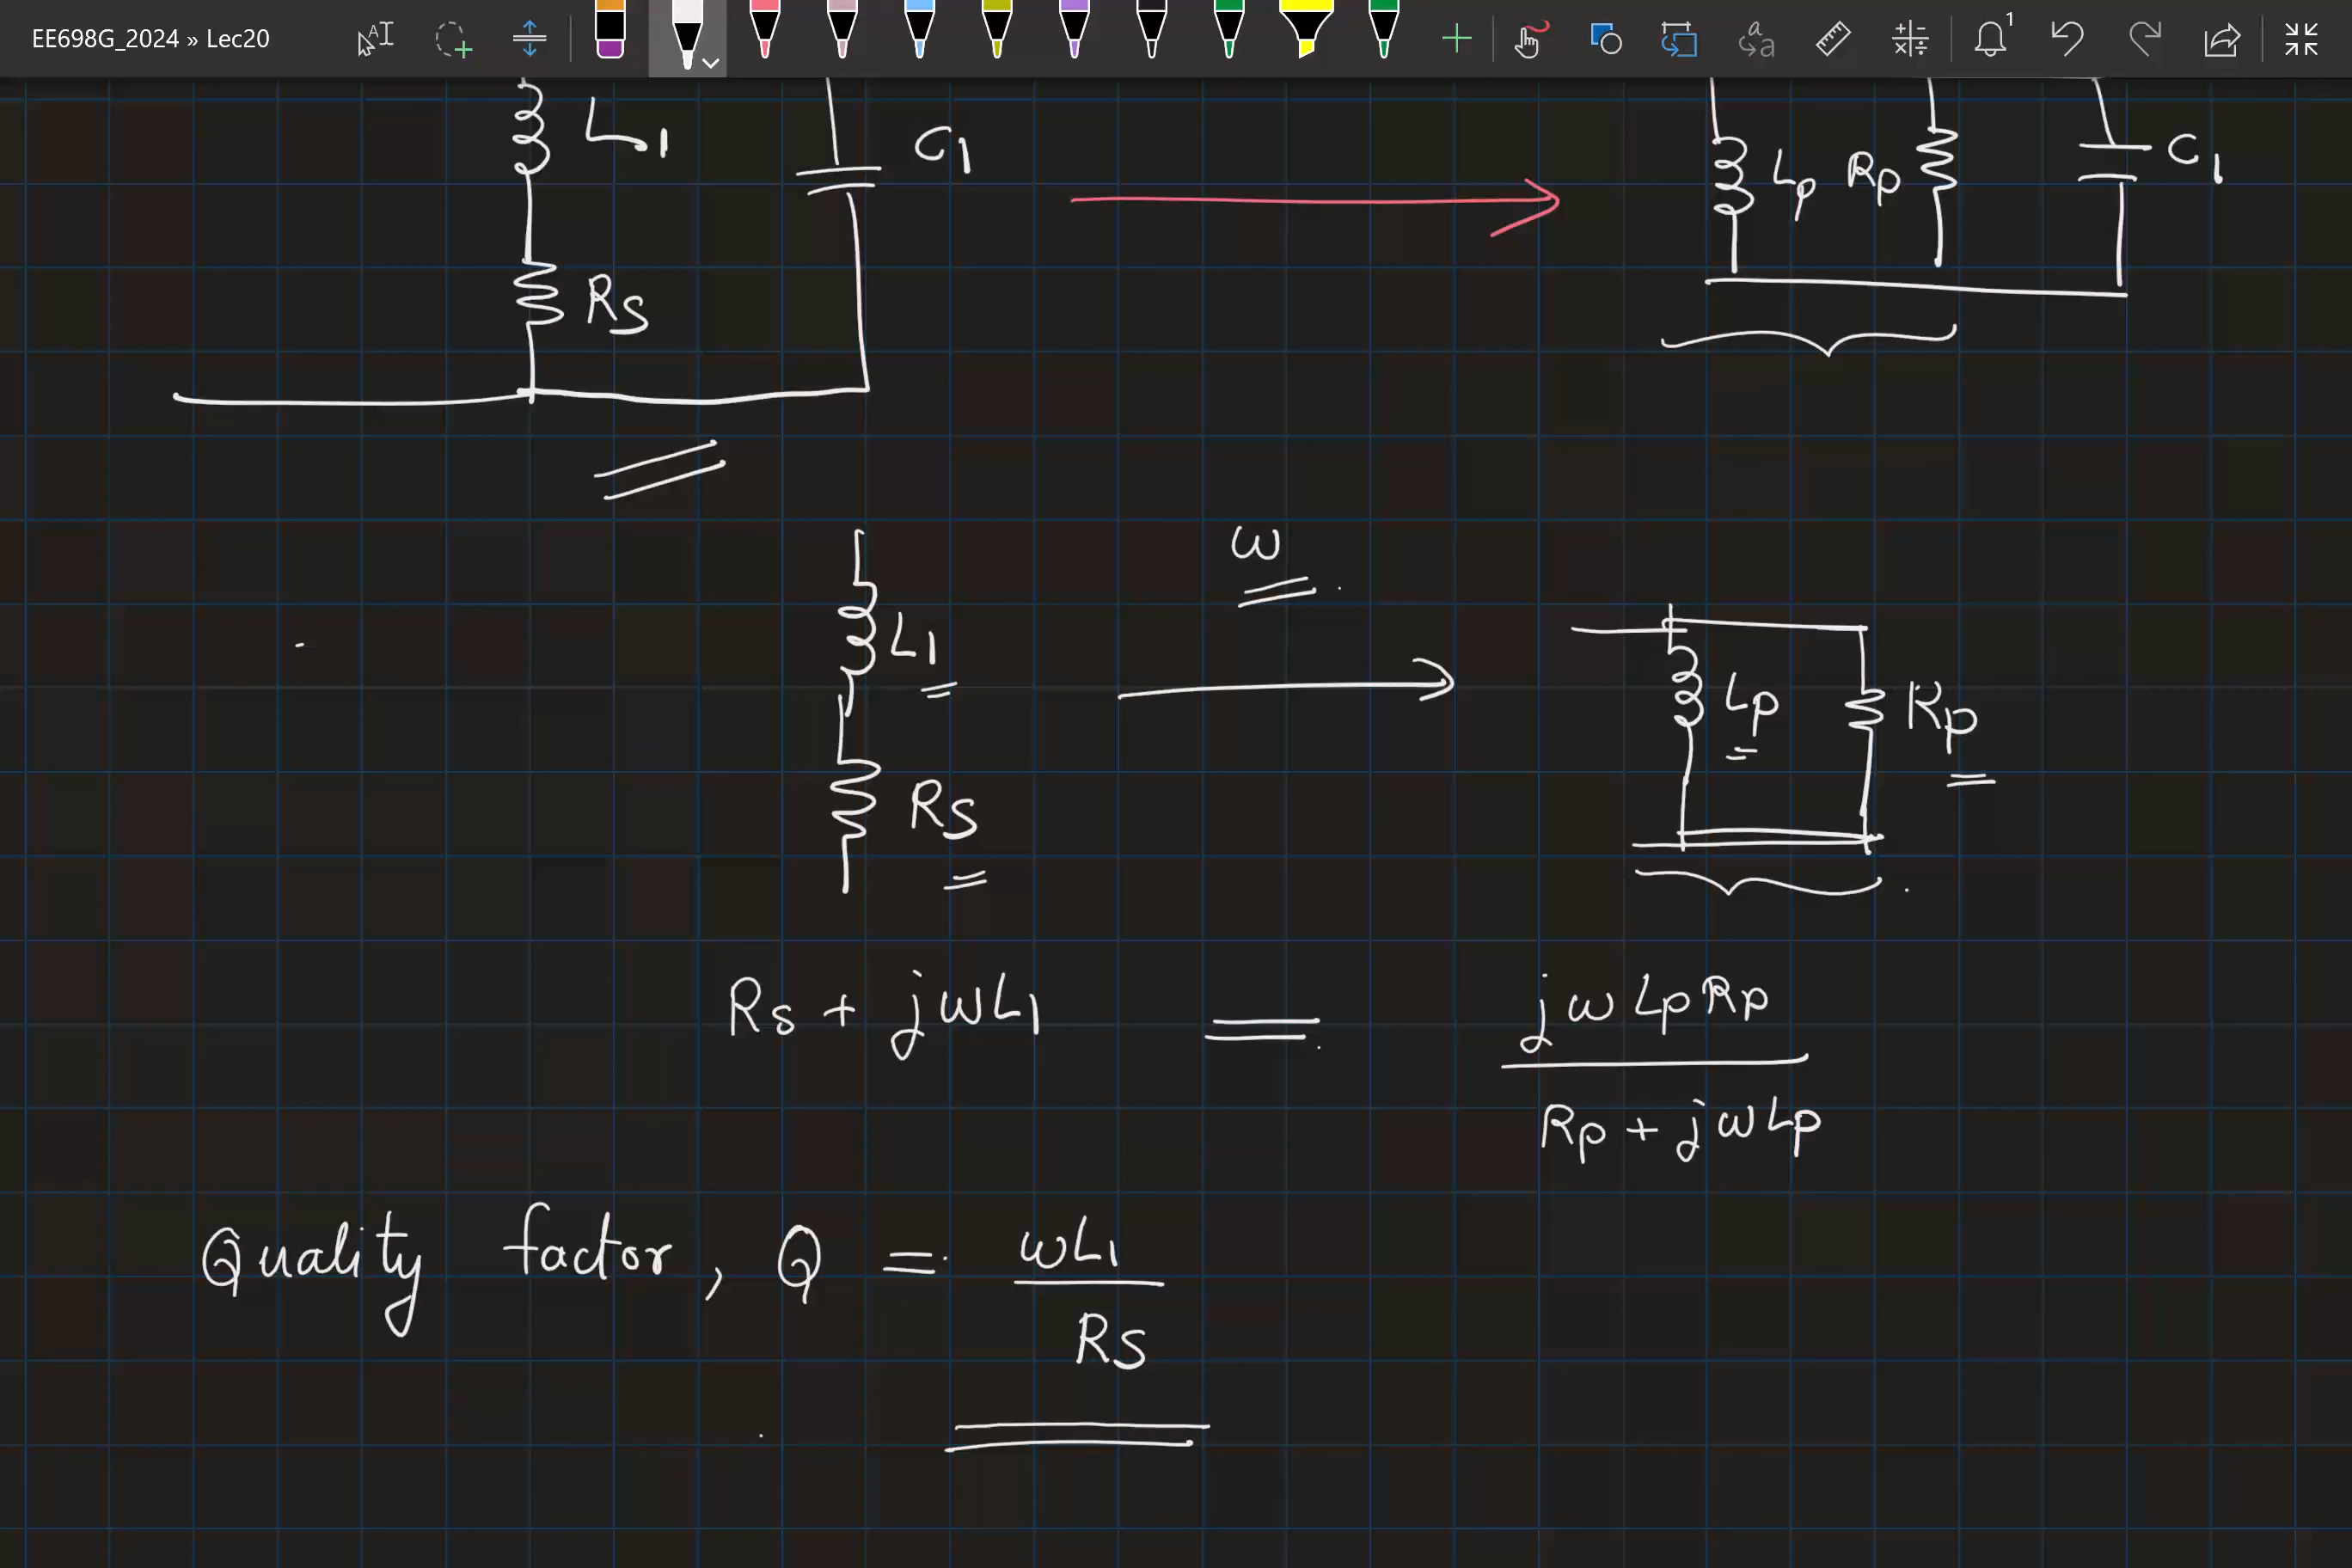 EE698G_2024 » Lec20
L1
C1
Lp Rp
C1
Rs
ω
L1
Lp
Rp
Rs
Rs + jωL1 = jωLpRp / Rp + jωLp
Quality factor, Q = ωL1 / Rs